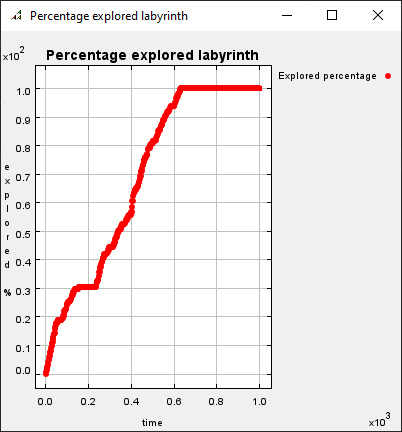 Percentage explored labyrinth
x10^2
Percentage explored labyrinth
Explored percentage
1.0
0.9
0.8
0.7
0.6
0.5
0.4
0.3
0.2
0.1
0.0
explored %
0.0 0.2 0.4 0.6 0.8 1.0
time
x10^3